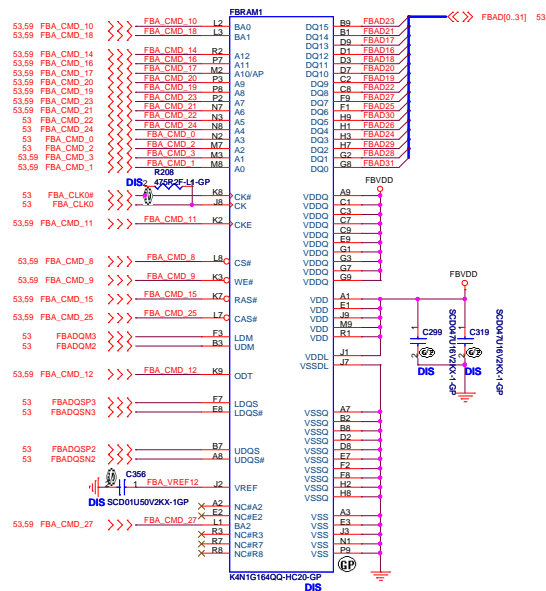 FBRAM1
53,59 FBA_CMD_10 FBA_CMD_10 L2 BA0 DQ15 B9 FBAD23 FBAD[0..31] 53
53,59 FBA_CMD_18 FBA_CMD_18 L3 BA1 DQ14 B1 FBAD21
DQ13 D9 FBAD17
53,59 FBA_CMD_14 FBA_CMD_14 R2 A12 DQ12 D1 FBAD16
53,59 FBA_CMD_16 FBA_CMD_16 P7 A11 DQ11 D3 FBAD18
53,59 FBA_CMD_17 FBA_CMD_17 M2 A10/AP DQ10 D7 FBAD20
53,59 FBA_CMD_20 FBA_CMD_20 P3 A9 DQ9 C2 FBAD19
53,59 FBA_CMD_19 FBA_CMD_19 P8 A8 DQ8 C8 FBAD22
53,59 FBA_CMD_23 FBA_CMD_23 P2 A7 DQ7 F9 FBAD27
53,59 FBA_CMD_21 FBA_CMD_21 N7 A6 DQ6 F1 FBAD25
53 FBA_CMD_22 FBA_CMD_22 N3 A5 DQ5 H9 FBAD30
53 FBA_CMD_24 FBA_CMD_24 N8 A4 DQ4 H1 FBAD26
53 FBA_CMD_0 FBA_CMD_0 N2 A3 DQ3 H3 FBAD24
53 FBA_CMD_2 FBA_CMD_2 M7 A2 DQ2 H7 FBAD29
53,59 FBA_CMD_3 FBA_CMD_3 M3 A1 DQ1 G2 FBAD28
53,59 FBA_CMD_1 FBA_CMD_1 M8 A0 DQ0 G8 FBAD31
R208
DIS 475R2F-L1-GP FBVDD
53 FBA_CLK0# K8 CK# VDDQ A9
53 FBA_CLK0 J8 CK VDDQ C1
VDDQ C3
53,59 FBA_CMD_11 FBA_CMD_11 K2 CKE VDDQ C7
VDDQ C9
VDDQ E9
VDDQ G1
53,59 FBA_CMD_8 FBA_CMD_8 L8 CS# VDDQ G3
VDDQ G7
53,59 FBA_CMD_9 FBA_CMD_9 K3 WE# VDDQ G9
FBVDD
53,59 FBA_CMD_15 FBA_CMD_15 K7 RAS# VDD A1
VDD E1
53,59 FBA_CMD_25 FBA_CMD_25 L7 CAS# VDD J9
VDD M9
53 FBADQM3 F3 LDM VDD R1
53 FBADQM2 B3 UDM
1 2 C299 GP DIS SCD047U16V2KX-1-GP
1 2 C319 GP DIS SCD047U16V2KX-1-GP
VDDL J1
VSSDL J7
53,59 FBA_CMD_12 FBA_CMD_12 K9 ODT
53 FBADQSP3 F7 LDQS
53 FBADQSN3 E8 LDQS# VSSQ A7
VSSQ B2
VSSQ B8
VSSQ D2
53 FBADQSP2 B7 UDQS VSSQ D8
53 FBADQSN2 A8 UDQS# VSSQ E7
VSSQ F2
C356 VSSQ F8
2 1 FBA_VREF12 J2 VREF VSSQ H2
DIS SCD01U50V2KX-1GP VSSQ H8
A2 NC#A2
E2 NC#E2 VSS A3
53,59 FBA_CMD_27 FBA_CMD_27 L1 BA2 VSS E3
R3 NC#R3 VSS J3
R7 NC#R7 VSS N1
R8 NC#R8 VSS P9
GP
K4N1G164QQ-HC20-GP
DIS